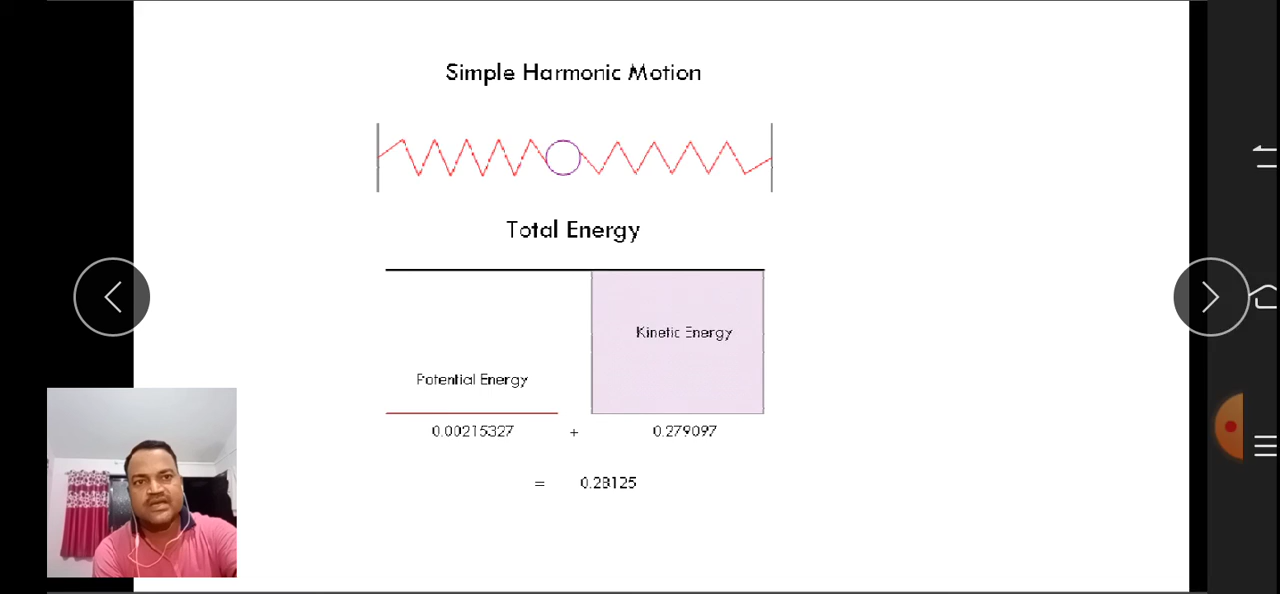 Simple Harmonic Motion
Total Energy
Kinetic Energy
Potential Energy
0.00215327 + 0.279097
= 0.28125